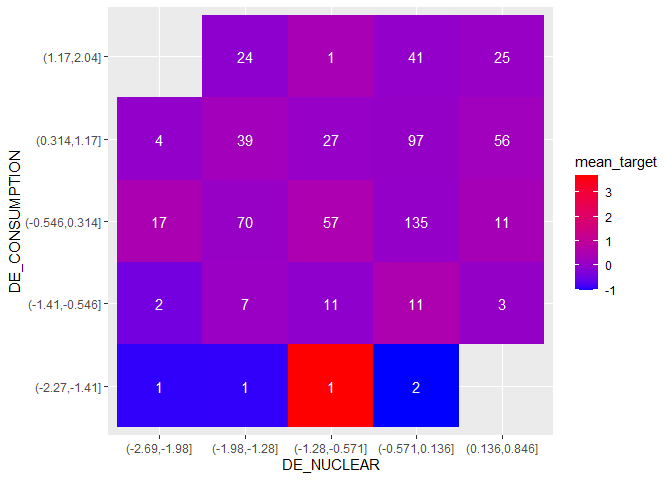 (1.17,2.04]
24 1 41 25
(0.314,1.17]
4 39 27 97 56
mean_target
3
DE_CONSUMPTION
(-0.546,0.314]
17 70 57 135 11
2
1
0
-1
(-1.41,-0.546]
2 7 11 11 3
(-2.27,-1.41]
1 1 1 2
(-2.69,-1.98] (-1.98,-1.28] (-1.28,-0.571] (-0.571,0.136] (0.136,0.846]
DE_NUCLEAR